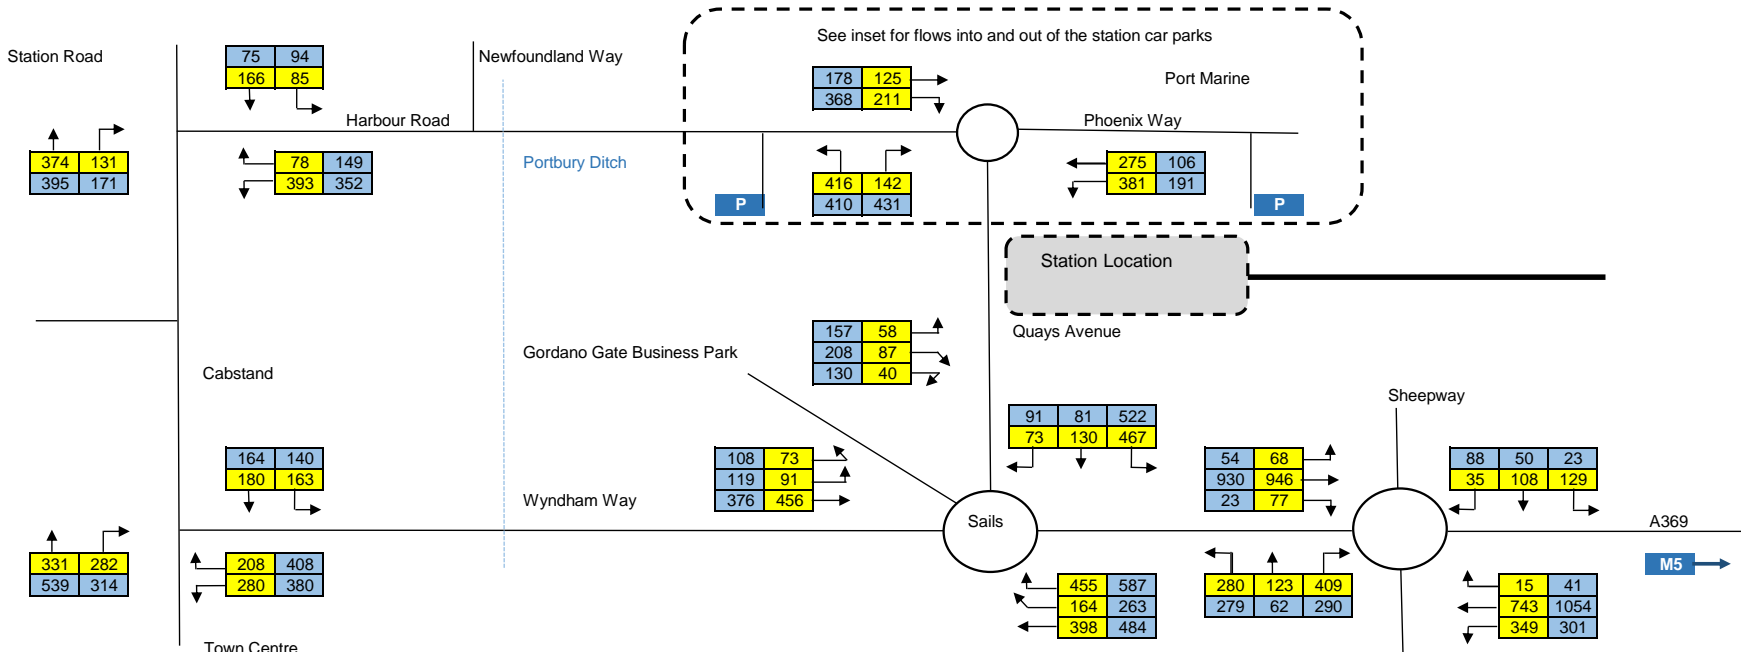 See inset for flows into and out of the station car parks
Station Road
75 94
166 85
Newfoundland Way
178 125
368 211
Port Marine
Harbour Road
Phoenix Way
374 131
395 171
78 149
393 352
Portbury Ditch
416 142
410 431
275 106
381 191
P
P
Station Location
Quays Avenue
157 58
208 87
130 40
Gordano Gate Business Park
Cabstand
Sheepway
91 81 522
73 130 467
164 140
180 163
108 73
119 91
376 456
54 68
930 946
23 77
88 50 23
35 108 129
Wyndham Way
Sails
A369
331 282
539 314
208 408
280 380
M5
455 587
164 263
398 484
280 123 409
279 62 290
15 41
743 1054
349 301
Town Centre